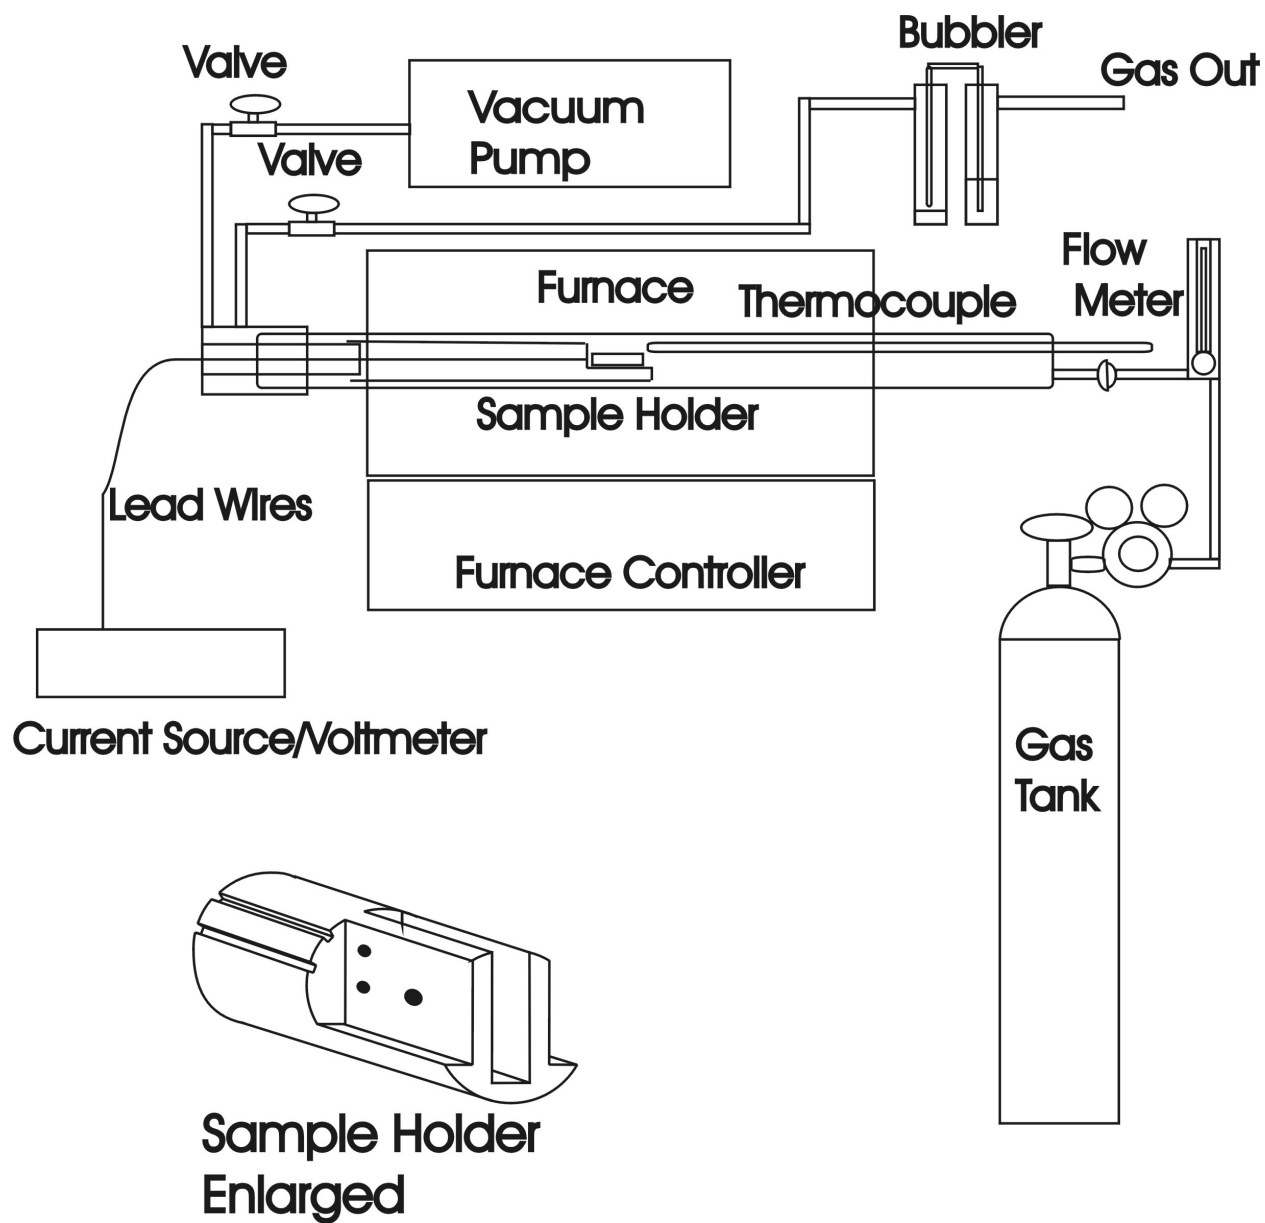 Bubbler
Valve
Gas Out
Vacuum
Pump
Valve
Flow
Meter
Furnace
Thermocouple
Sample Holder
Lead WIres
Furnace Controller
Current Source/Voltmeter
Gas
Tank
Sample Holder
Enlarged